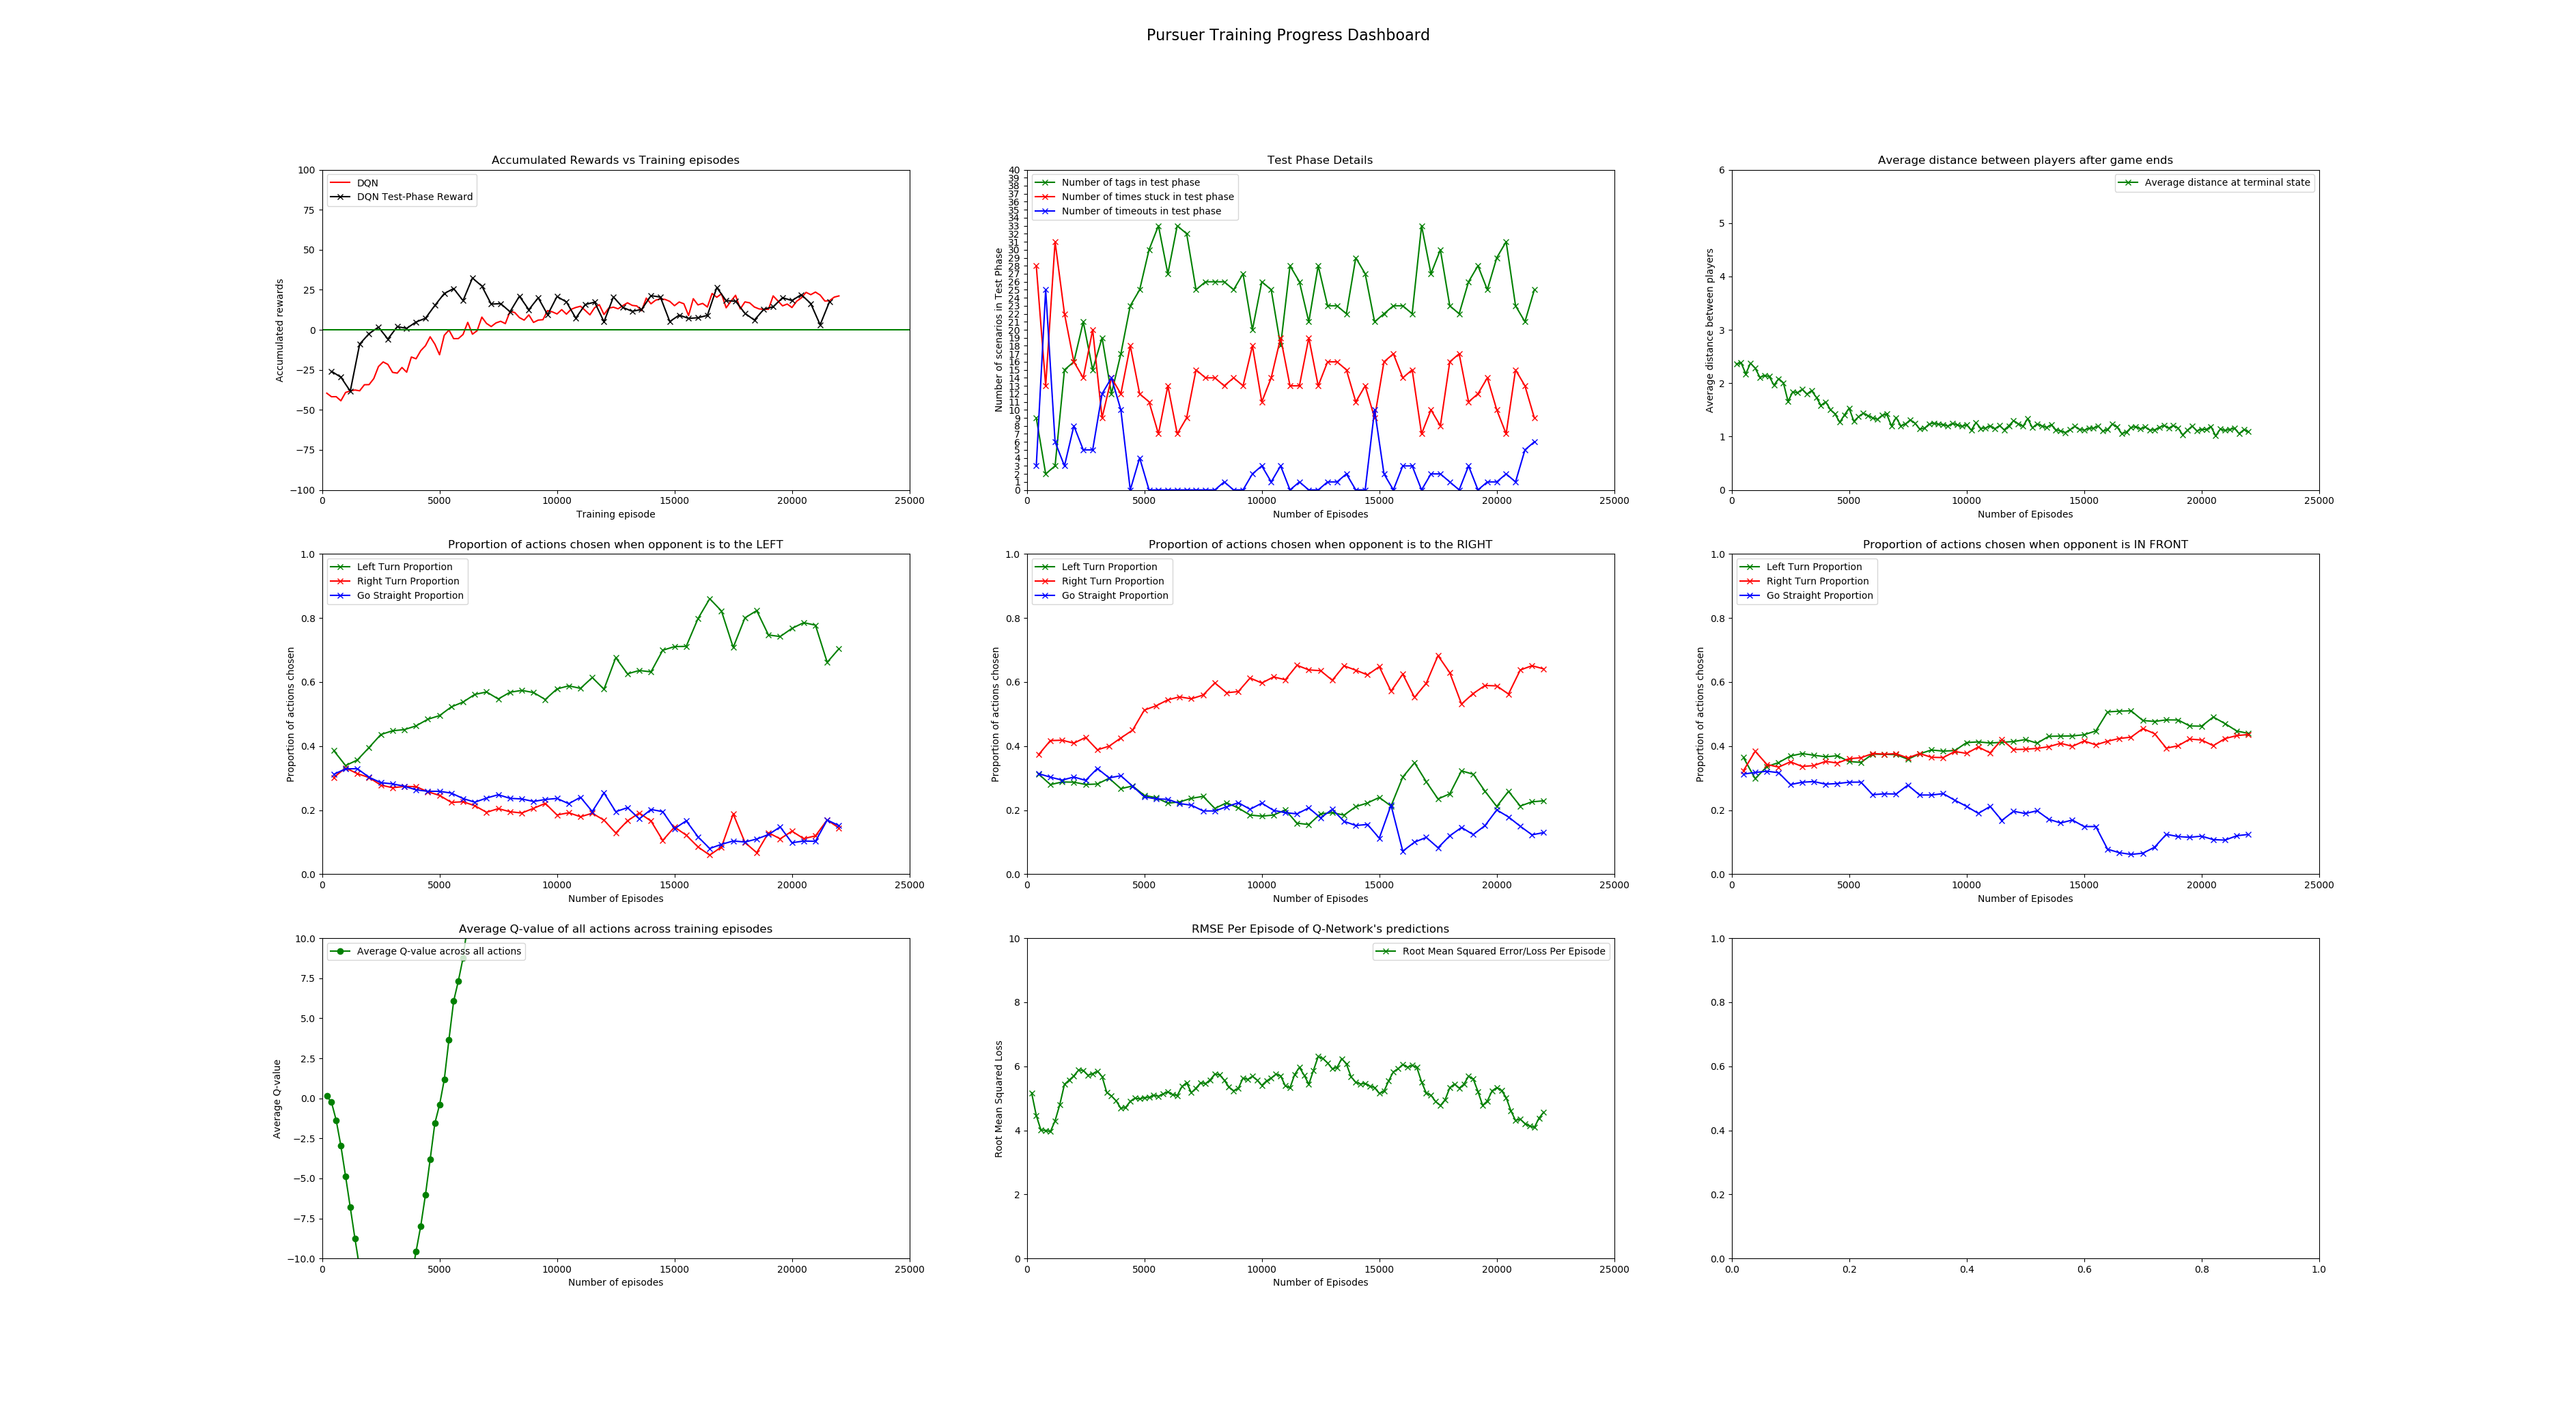 Pursuer Training Progress Dashboard
Accumulated Rewards vs Training episodes
DQN
DQN Test-Phase Reward
100
75
50
25
0
−25
−50
−75
−100
Accumulated rewards
0 5000 10000 15000 20000 25000
Training episode
Test Phase Details
Number of tags in test phase
Number of times stuck in test phase
Number of timeouts in test phase
40
39
38
37
36
35
34
33
32
31
30
29
28
27
26
25
24
23
22
21
20
19
18
17
16
15
14
13
12
11
10
9
8
7
6
5
4
3
2
1
0
Number of scenarios in Test Phase
0 5000 10000 15000 20000 25000
Number of Episodes
Average distance between players after game ends
Average distance at terminal state
6
5
4
3
2
1
0
Average distance between players
0 5000 10000 15000 20000 25000
Number of Episodes
Proportion of actions chosen when opponent is to the LEFT
Left Turn Proportion
Right Turn Proportion
Go Straight Proportion
1.0
0.8
0.6
0.4
0.2
0.0
Proportion of actions chosen
0 5000 10000 15000 20000 25000
Number of Episodes
Proportion of actions chosen when opponent is to the RIGHT
Left Turn Proportion
Right Turn Proportion
Go Straight Proportion
1.0
0.8
0.6
0.4
0.2
0.0
Proportion of actions chosen
0 5000 10000 15000 20000 25000
Number of Episodes
Proportion of actions chosen when opponent is IN FRONT
Left Turn Proportion
Right Turn Proportion
Go Straight Proportion
1.0
0.8
0.6
0.4
0.2
0.0
Proportion of actions chosen
0 5000 10000 15000 20000 25000
Number of Episodes
Average Q-value of all actions across training episodes
Average Q-value across all actions
10.0
7.5
5.0
2.5
0.0
−2.5
−5.0
−7.5
−10.0
Average Q-value
0 5000 10000 15000 20000 25000
Number of episodes
RMSE Per Episode of Q-Network's predictions
Root Mean Squared Error/Loss Per Episode
10
8
6
4
2
0
Root Mean Squared Loss
0 5000 10000 15000 20000 25000
Number of Episodes
1.0
0.8
0.6
0.4
0.2
0.0
0.0 0.2 0.4 0.6 0.8 1.0